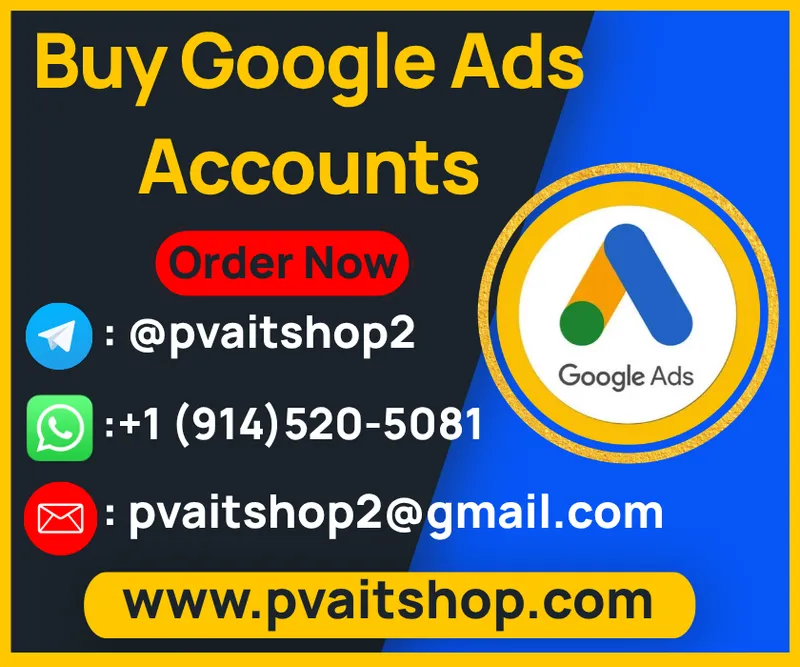 Buy Google Ads
Accounts
Order Now
: @pvaitshop2
:+1 (914)520-5081
: pvaitshop2@gmail.com
www.pvaitshop.com
Google Ads